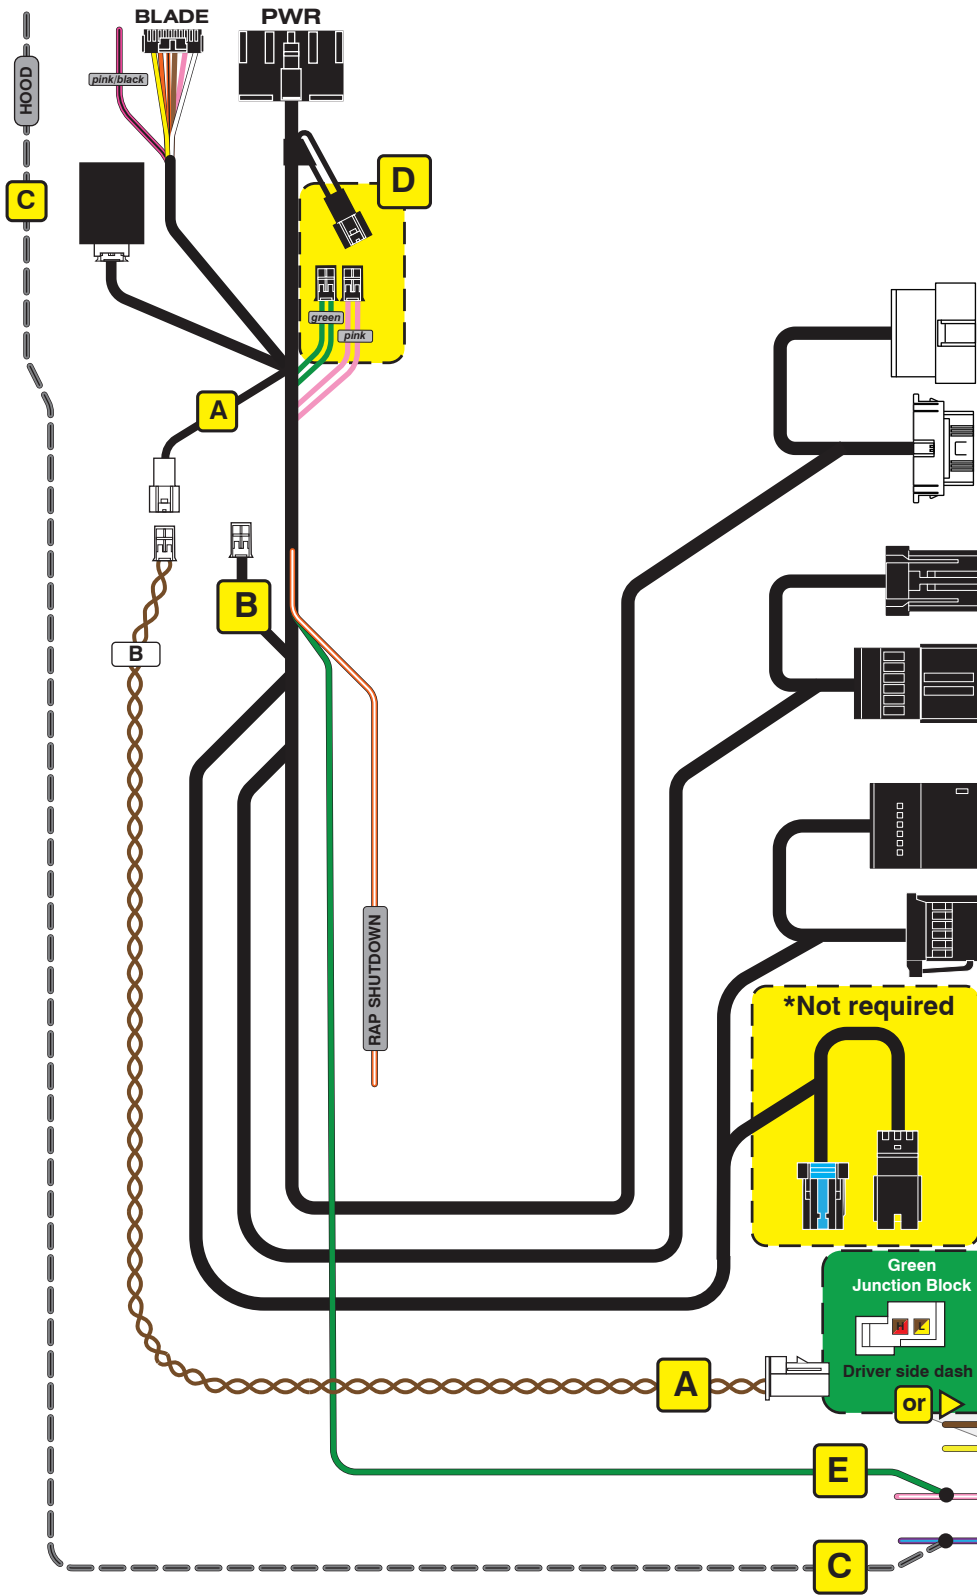 BLADE
PWR
HOOD
pink/black
C
D
green
pink
A
B
B
RAP SHUTDOWN
*Not required
Green
Junction Block
H
L
Driver side dash
A
or
E
C